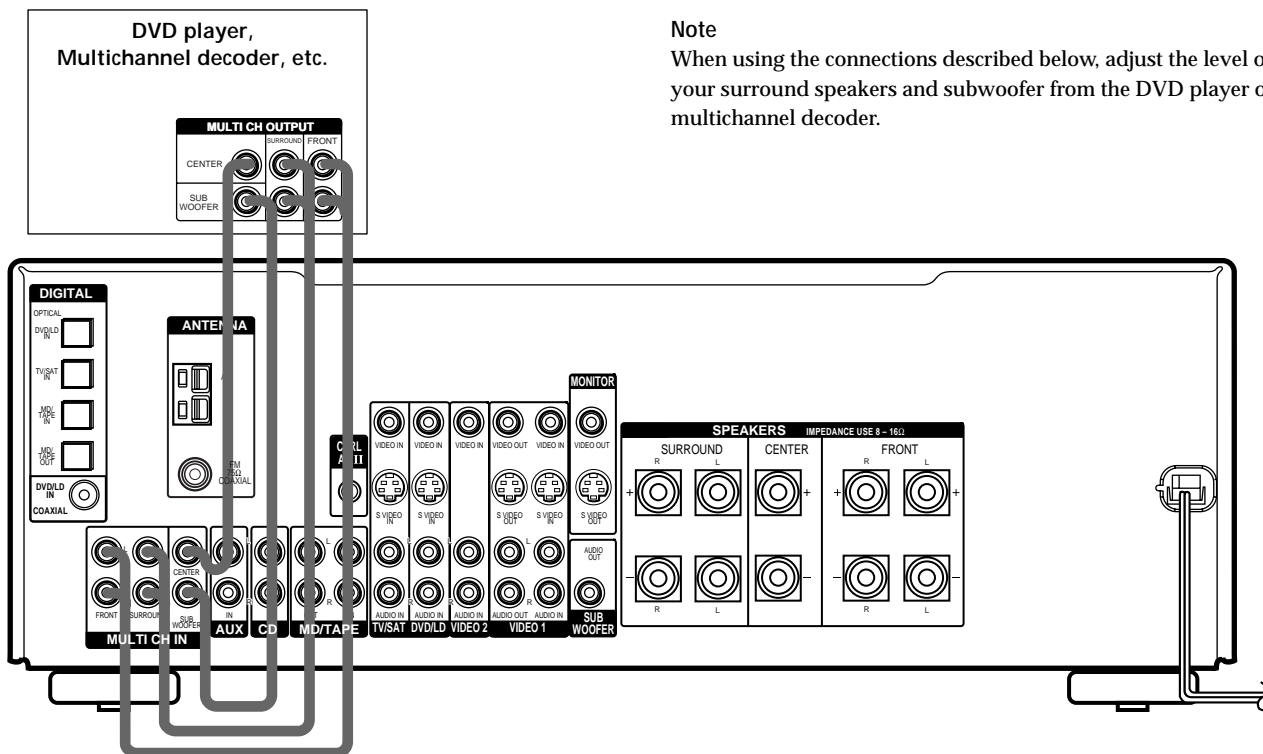 DVD player,
Multichannel decoder, etc.
MULTI CH OUTPUT
SURROUND FRONT
CENTER
SUB
WOOFER
Note
When using the connections described below, adjust the level
your surround speakers and subwoofer from the DVD player
multichannel decoder.
DIGITAL
OPTICAL
DVD/LD
IN
TV/SAT
IN
MD/
TAPE
IN
MD/
TAPE
OUT
DVD/LD
IN
COAXIAL
ANTENNA
FM
75Ω
COAXIAL
MONITOR
VIDEO IN VIDEO IN VIDEO IN VIDEO OUT VIDEO IN VIDEO OUT
S VIDEO
IN
S VIDEO
IN
S VIDEO
OUT
S VIDEO
IN
S VIDEO
OUT
SPEAKERS IMPEDANCE USE 8 – 16Ω
SURROUND CENTER FRONT
R L R L
+ + + +
– – – –
R L R L
L L L L L
CENTER
R R R R R
FRONT SURROUND
SUB
WOOFER
IN
MULTI CH IN AUX CD MD/TAPE
AUDIO IN AUDIO IN AUDIO IN AUDIO OUT AUDIO IN
TV/SAT DVD/LD VIDEO 2 VIDEO 1
AUDIO
OUT
SUB
WOOFER